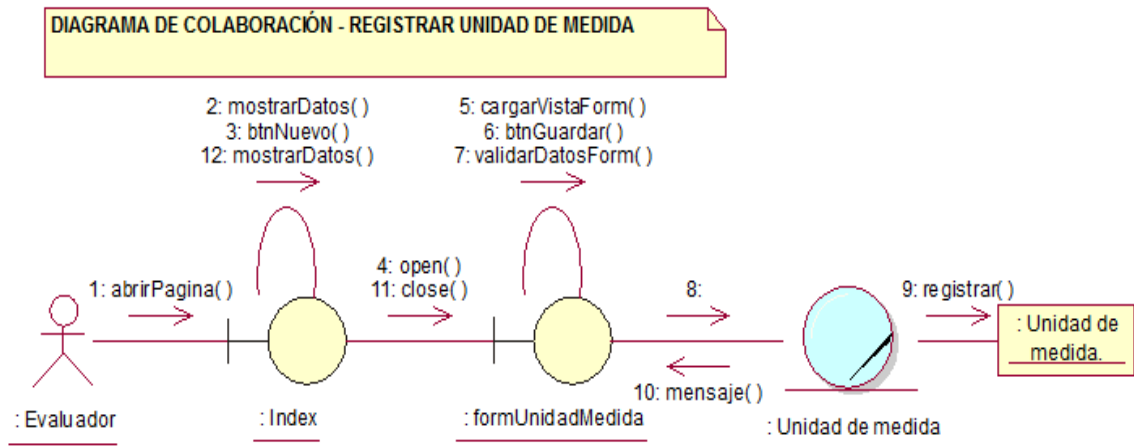 DIAGRAMA DE COLABORACIÓN - REGISTRAR UNIDAD DE MEDIDA
2: mostrarDatos( )
3: btnNuevo( )
12: mostrarDatos( )
5: cargarVistaForm( )
6: btnGuardar( )
7: validarDatosForm( )
1: abrirPagina( )
4: open( )
11: close( )
8:
9: registrar( )
: Unidad de
medida.
10: mensaje( )
: Evaluador
: Index
: formUnidadMedida
: Unidad de medida